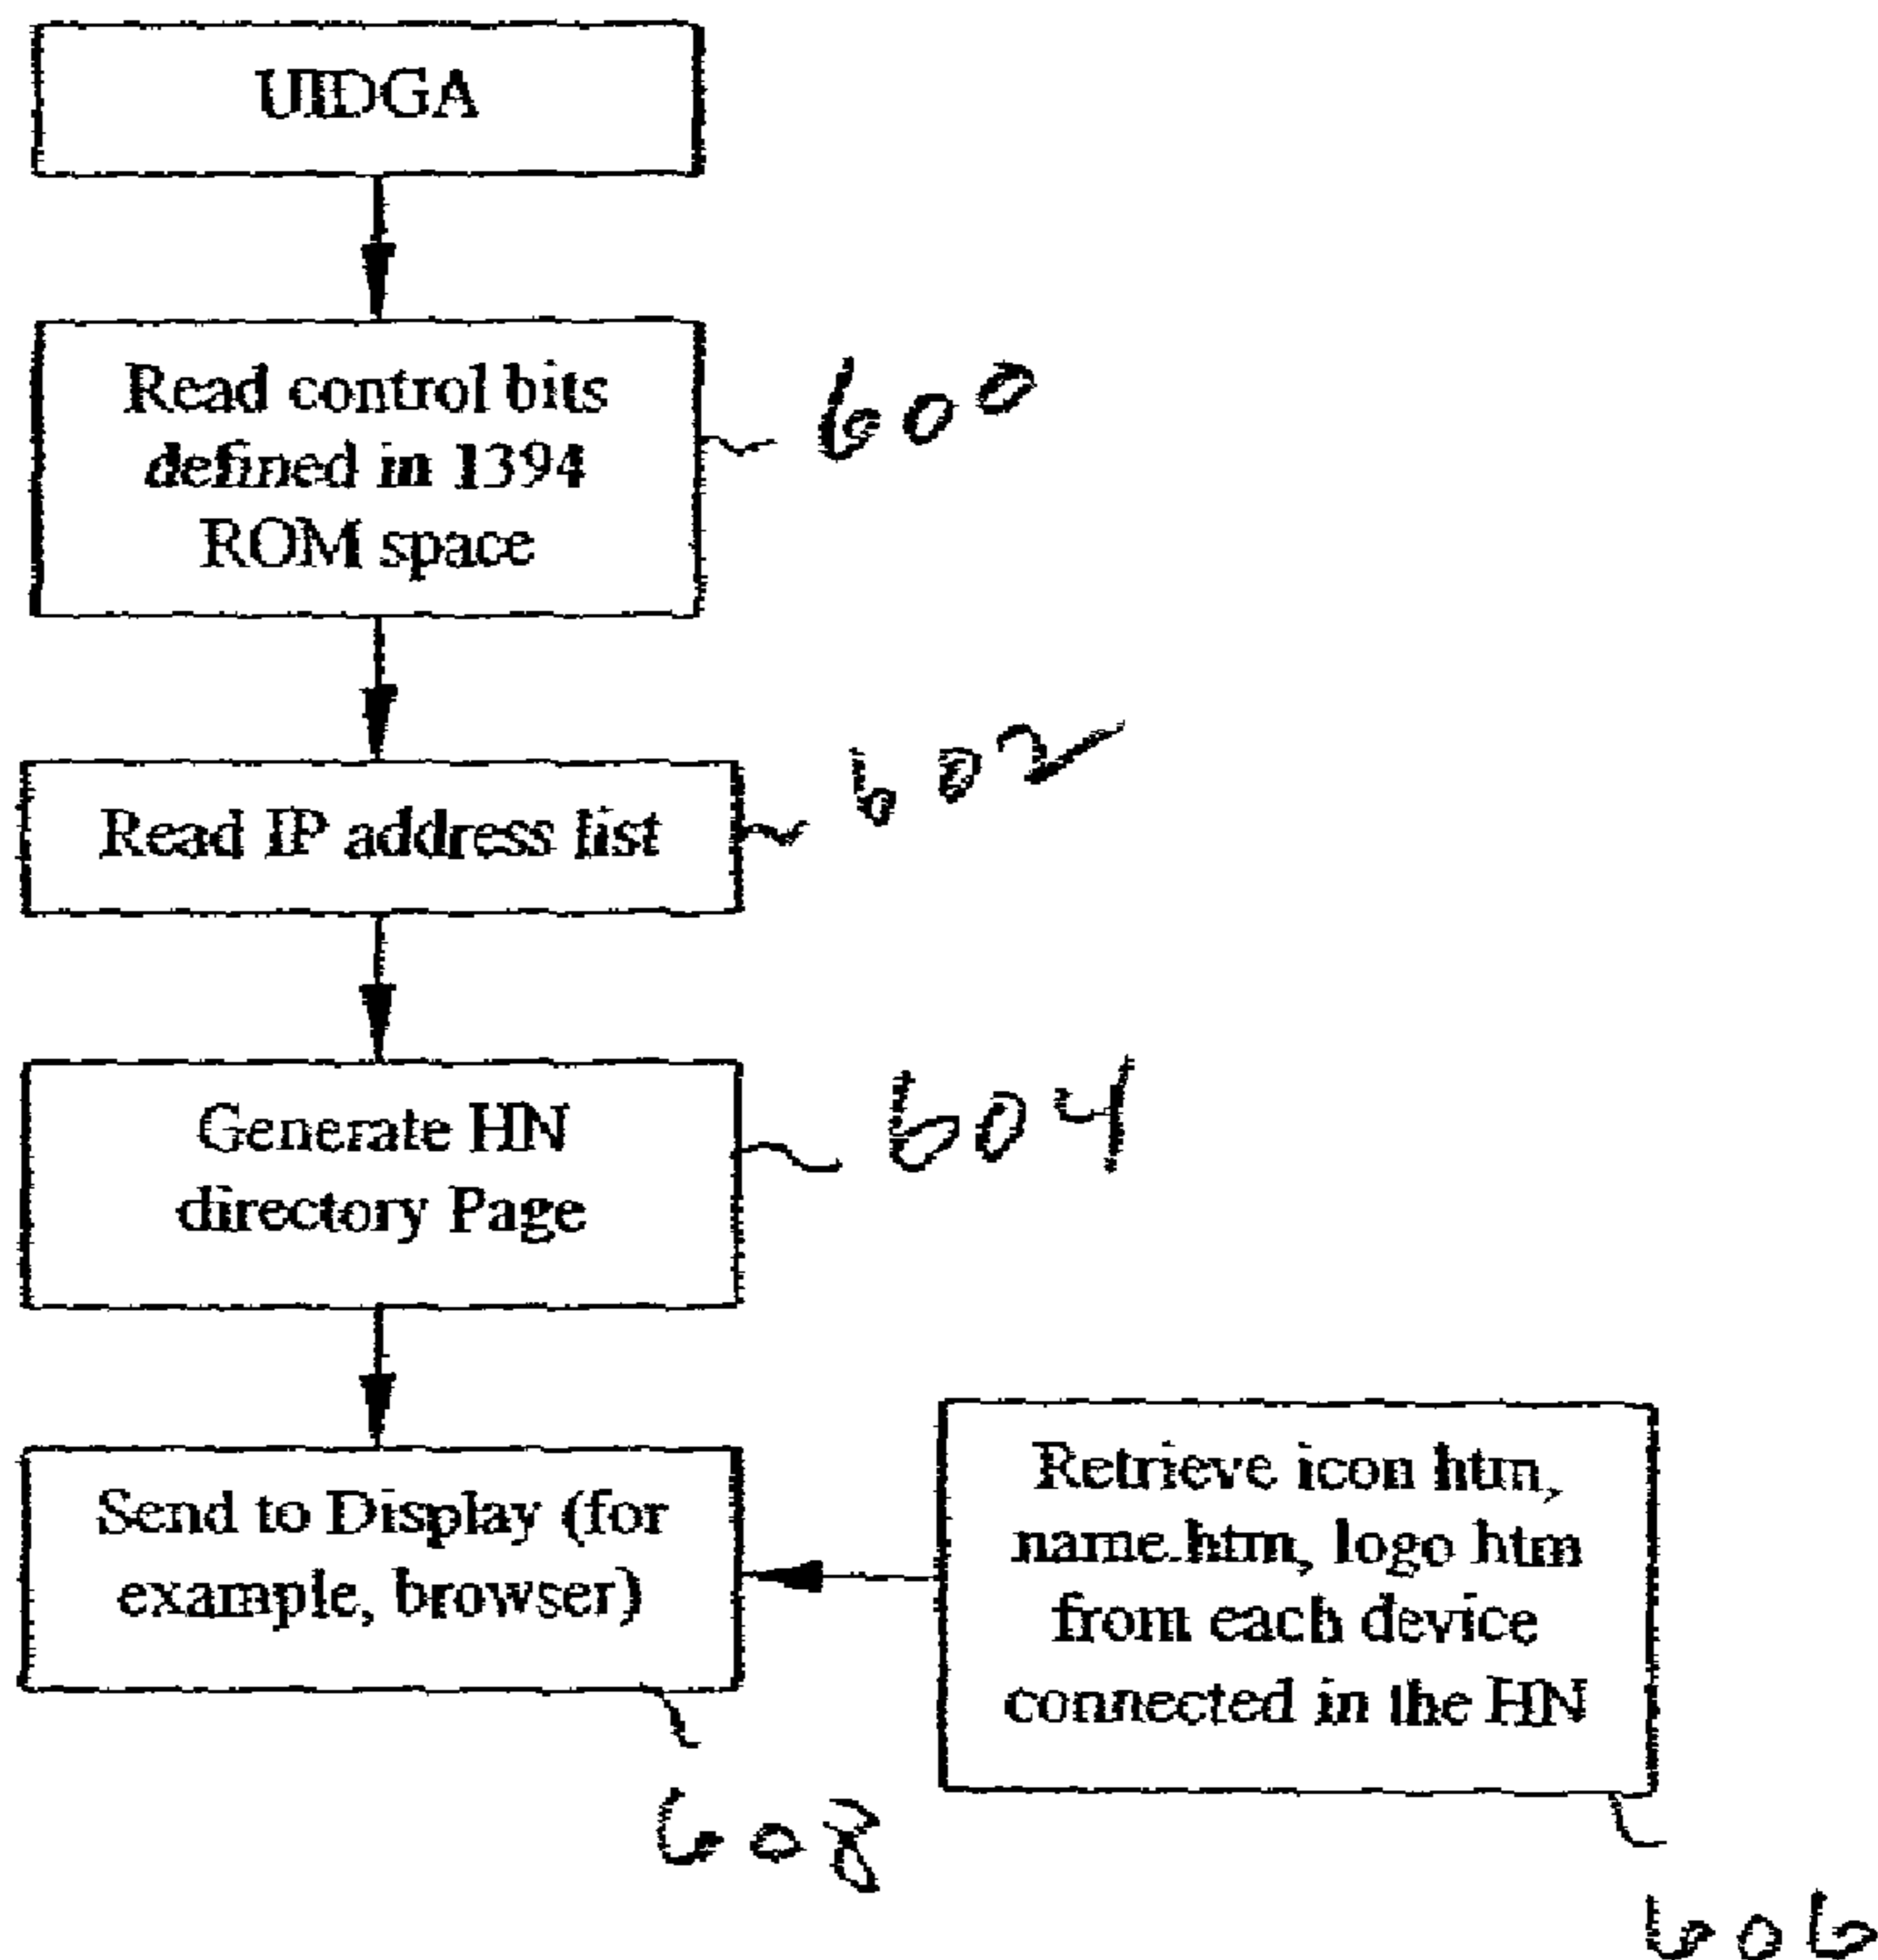 UIDGA
Read control bits
defined in 1394
ROM space
600
Read IP address list
602
Generate HN
directory Page
604
Send to Display (for
example, browser)
608
Retrieve icon htm,
name.htm, logo htm
from each device
connected in the HN
606